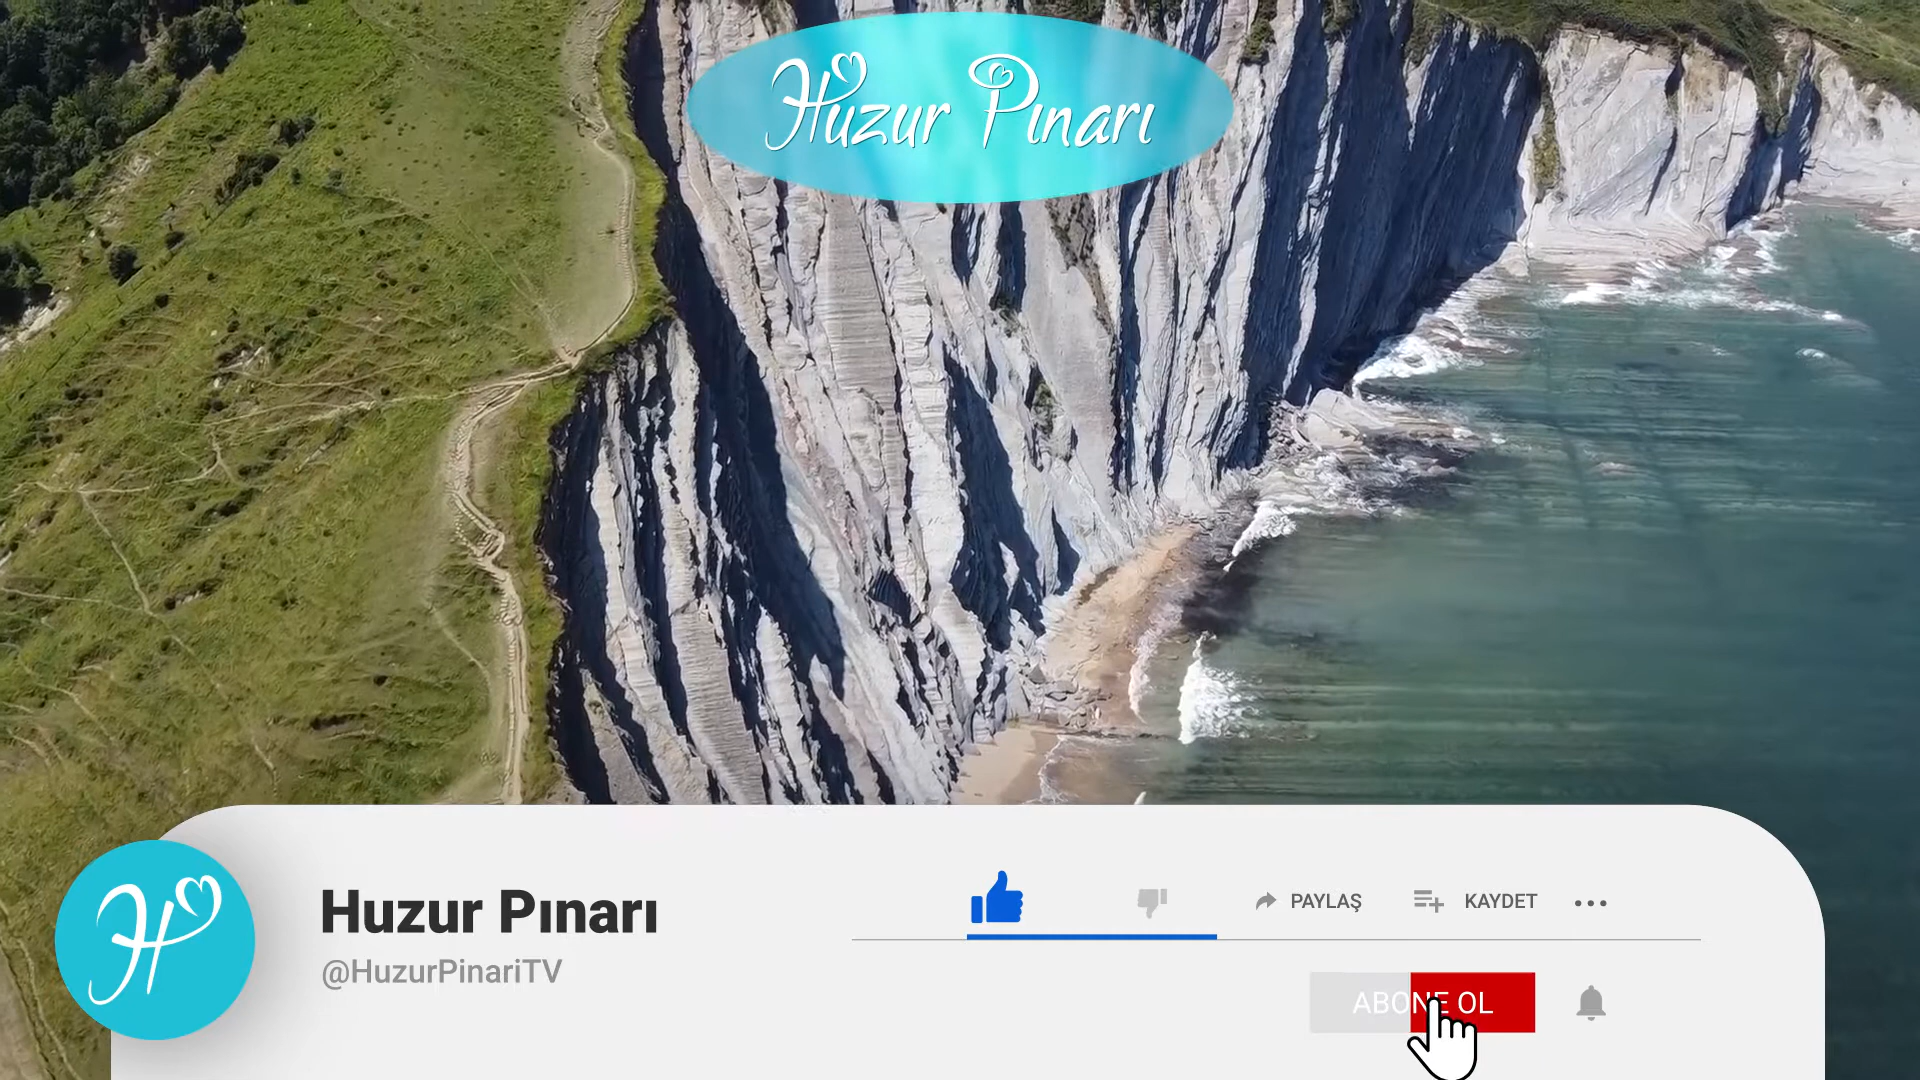 Huzur Pınarı
Huzur Pınarı
@HuzurPinariTV
PAYLAŞ
KAYDET
ABONE OL